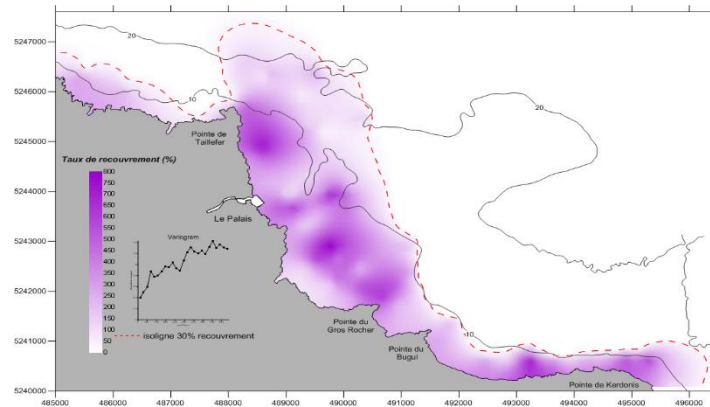 5247000
5246000
5245000
5244000
5243000
5242000
5241000
5240000
485000 486000 487000 488000 489000 490000 491000 492000 493000 494000 495000 496000
20
10
20
10
Pointe de
Taillefer
Taux de recouvrement (%)
800
750
700
650
600
550
500
450
400
350
300
250
200
150
100
50
0
Le Palais
Variogram
isoligne 30% recouvrement
Pointe du
Gros Rocher
Pointe du
Bugul
Pointe de Kerdonis